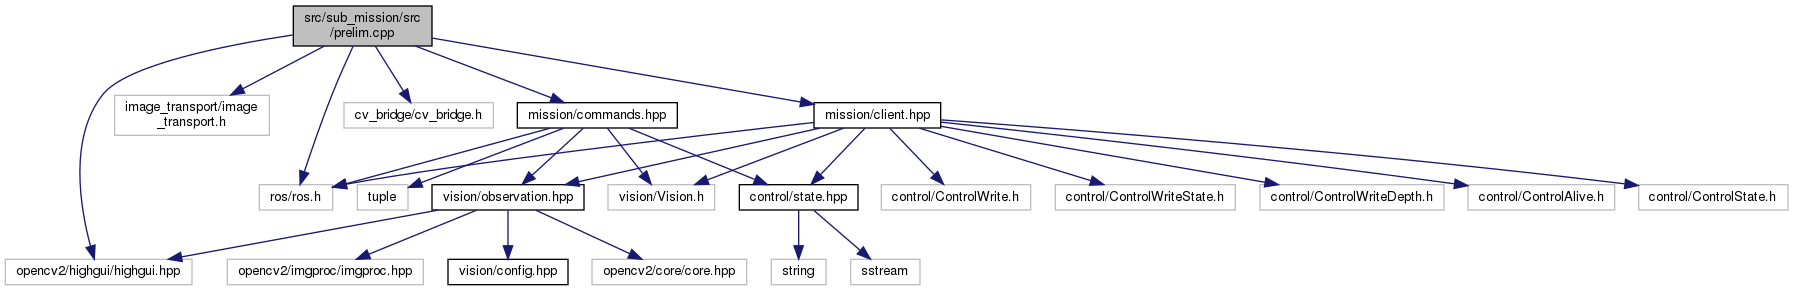 src/sub_mission/src
/prelim.cpp
image_transport/image
_transport.h
cv_bridge/cv_bridge.h
mission/commands.hpp
mission/client.hpp
ros/ros.h
tuple
vision/observation.hpp
vision/Vision.h
control/state.hpp
control/ControlWrite.h
control/ControlWriteState.h
control/ControlWriteDepth.h
control/ControlAlive.h
control/ControlState.h
opencv2/highgui/highgui.hpp
opencv2/imgproc/imgproc.hpp
vision/config.hpp
opencv2/core/core.hpp
string
sstream